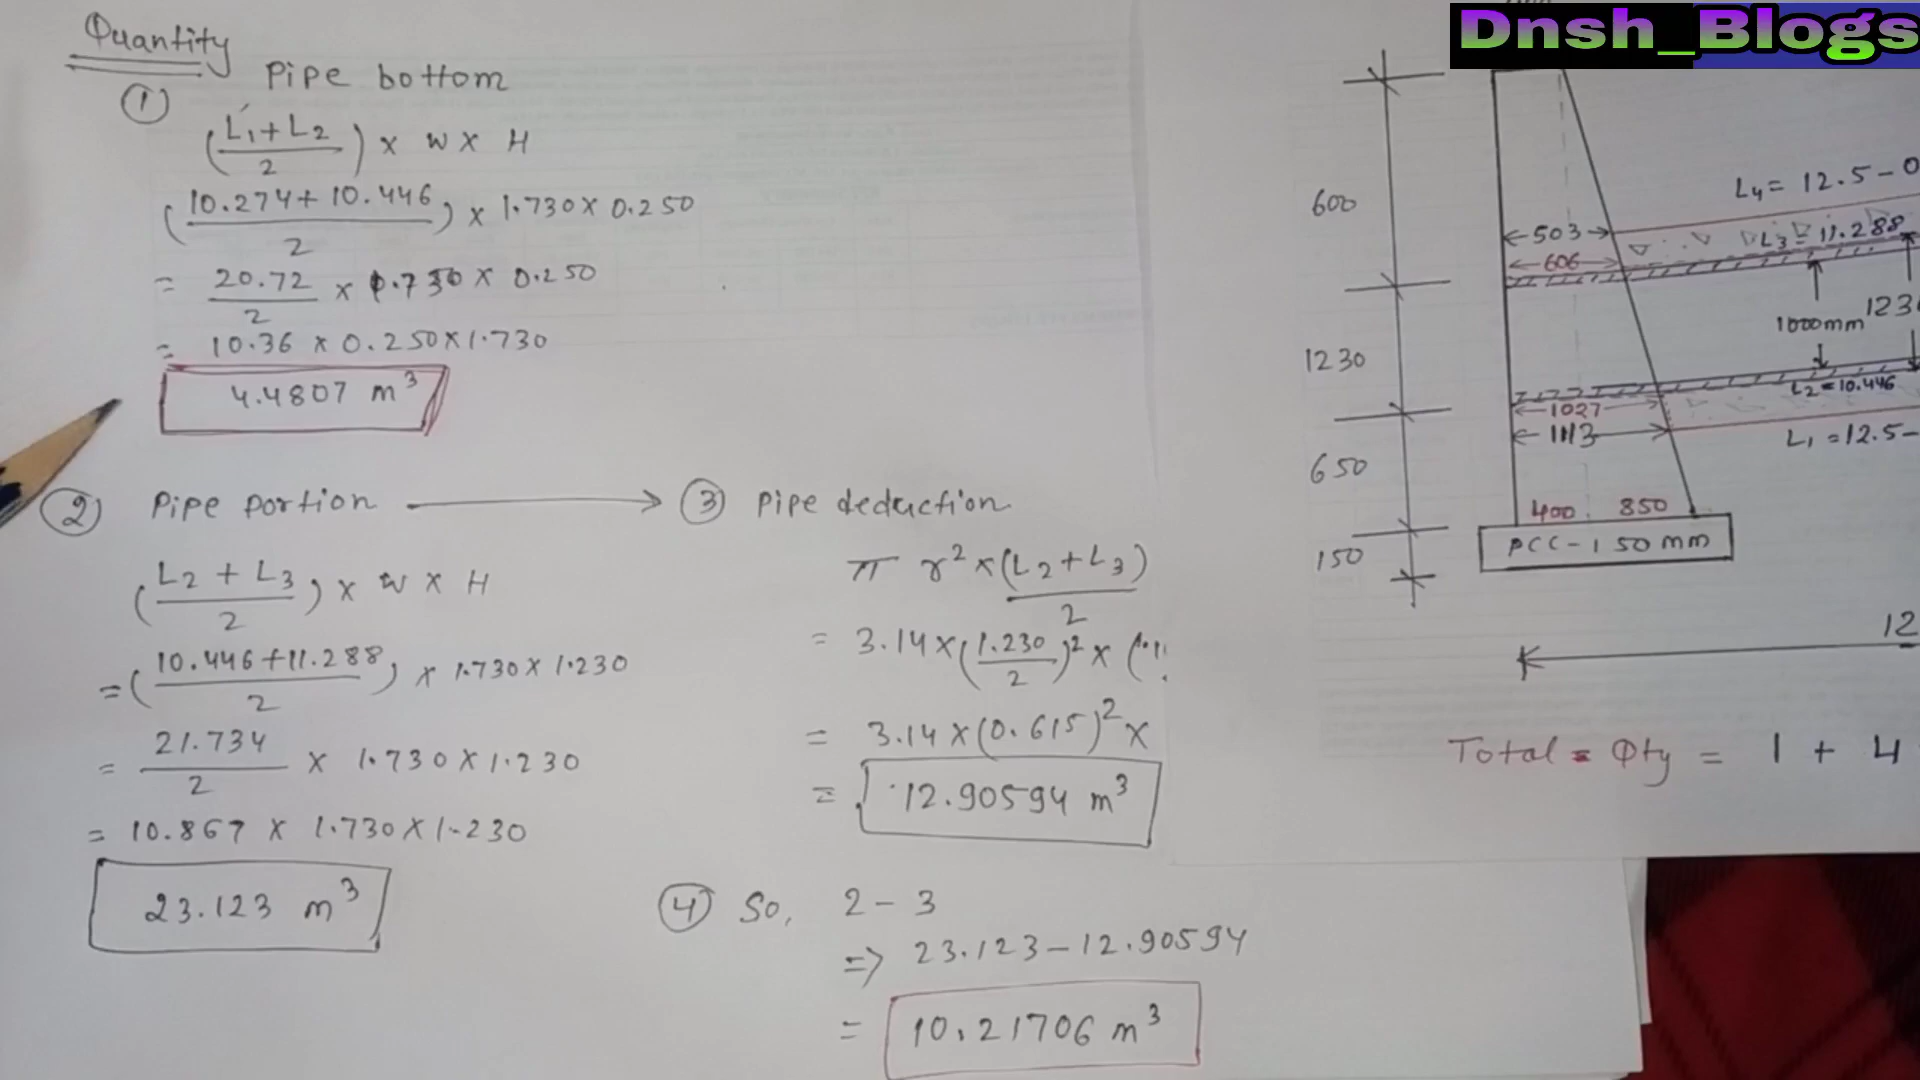 Dnsh_Blogs
Quantity
① Pipe bottom
(L₁+L₂/2) x W x H
(10.274+10.446/2) x 1.730 x 0.250
= 20.72/2 x 1.730 x 0.250
= 10.36 x 0.250 x 1.730
4.4807 m³
② Pipe portion →
(L₂+L₃/2) x W x H
= (10.446+11.288/2) x 1.730 x 1.230
= 21.734/2 x 1.730 x 1.230
= 10.867 x 1.730 x 1.230
23.123 m³
③ Pipe deduction
π r² x (L₂+L₃)/2
= 3.14 x (1.230/2)² x (
= 3.14 x (0.615)² x
= 12.90594 m³
④ So, 2 - 3
=> 23.123 - 12.90594
= 10.21706 m³
600
1230
650
150
L₄ = 12.5 - 0
503
L₃ = 11.288
606
1000mm
123
L₂ = 10.446
1027
1113
L₁ = 12.5 -
400 850
PCC - 150 mm
12
Total = Qty = 1 + 4